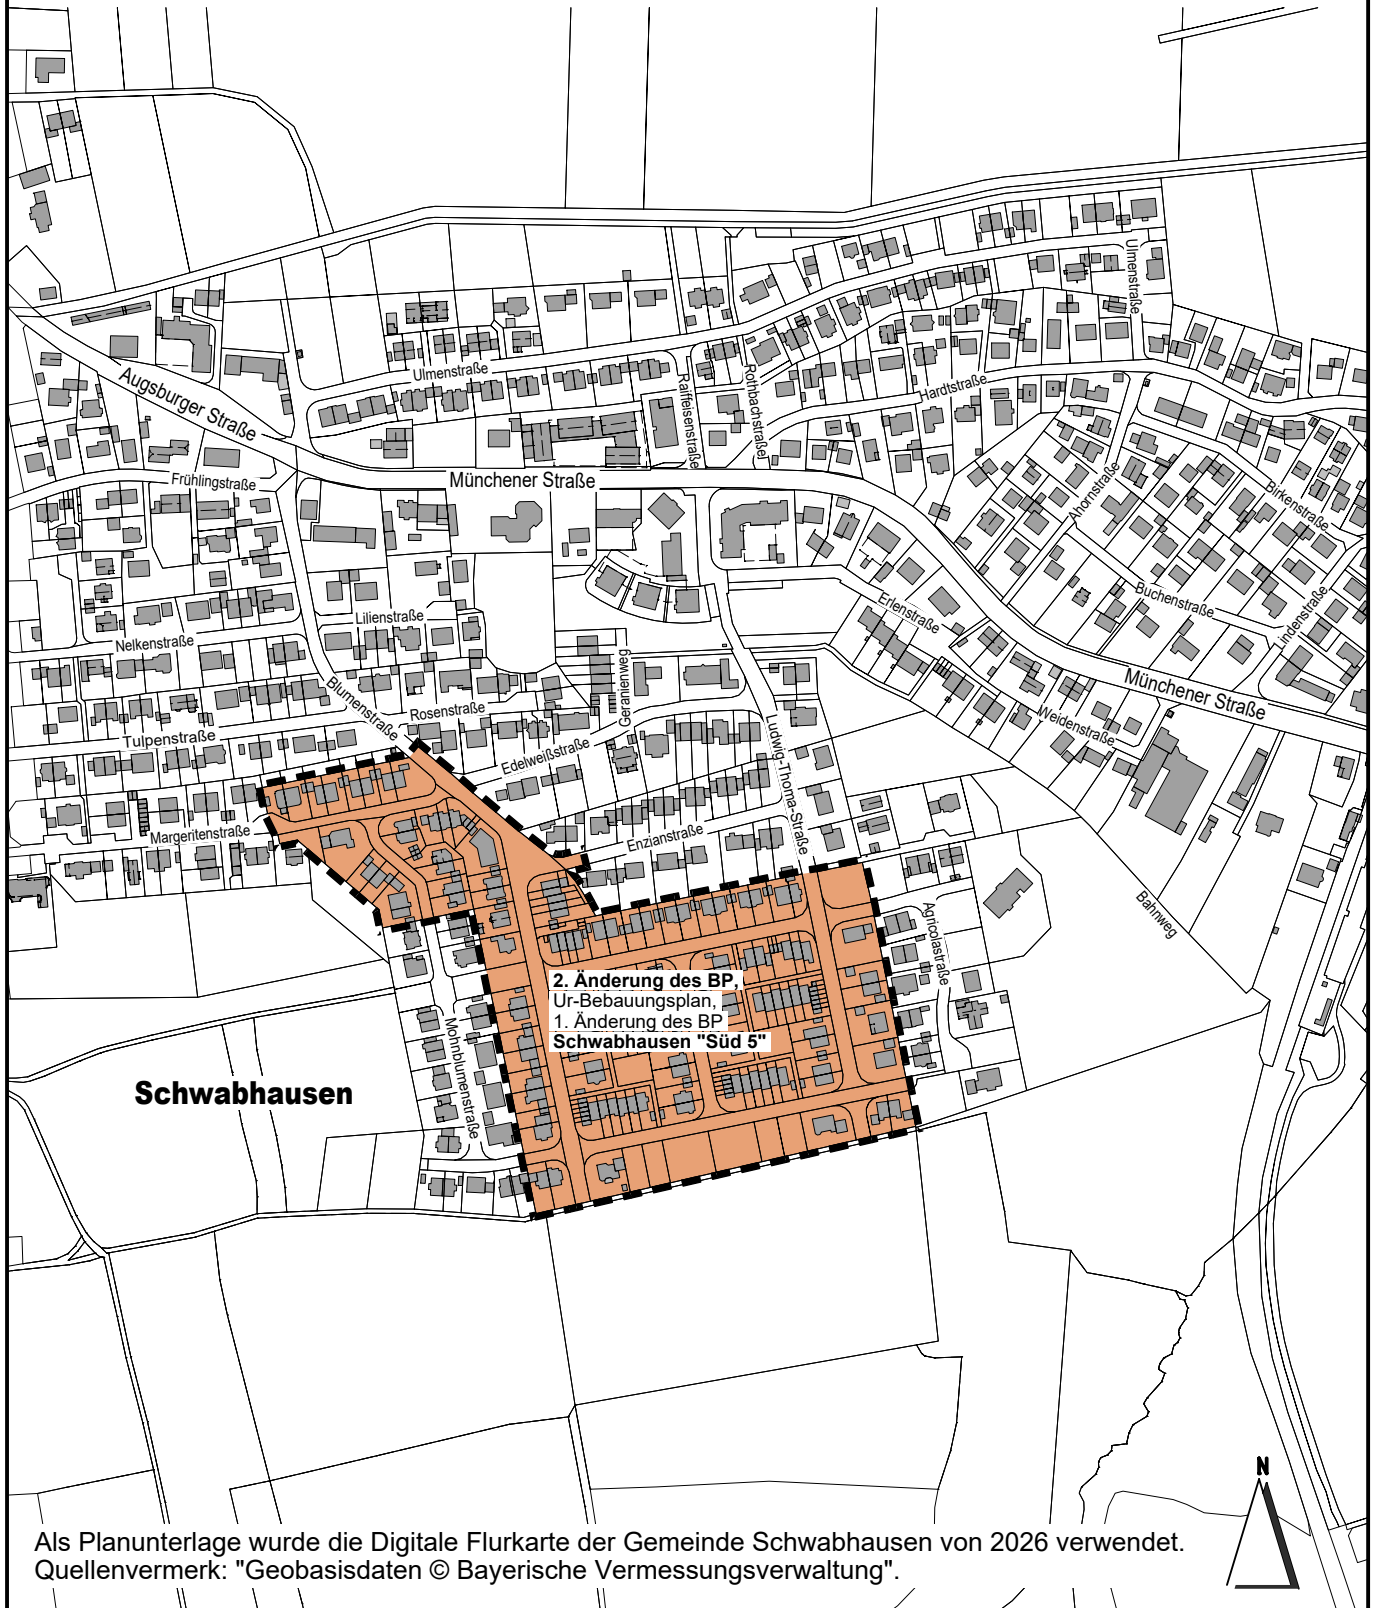 Ulmenstraße
Augsburger Straße
Ulmenstraße
Raiffeisenstraße
Rothbachstraße
Hardtstraße
Frühlingstraße
Münchener Straße
Ahornstraße
Birkenstraße
Lilienstraße
Erlenstraße
Buchenstraße
Lindenstraße
Nelkenstraße
Geranienweg
Blumenstraße
Rosenstraße
Münchener Straße
Weidenstraße
Tulpenstraße
Edelweißstraße
Ludwig-Thoma-Straße
Margeritenstraße
Enzianstraße
Bahnweg
Agricolastraße
2. Änderung des BP,
Ur-Bebauungsplan,
1. Änderung des BP
Schwabhausen "Süd 5"
Mohnblumenstraße
Schwabhausen
N
Als Planunterlage wurde die Digitale Flurkarte der Gemeinde Schwabhausen von 2026 verwendet.
Quellenvermerk: "Geobasisdaten © Bayerische Vermessungsverwaltung".